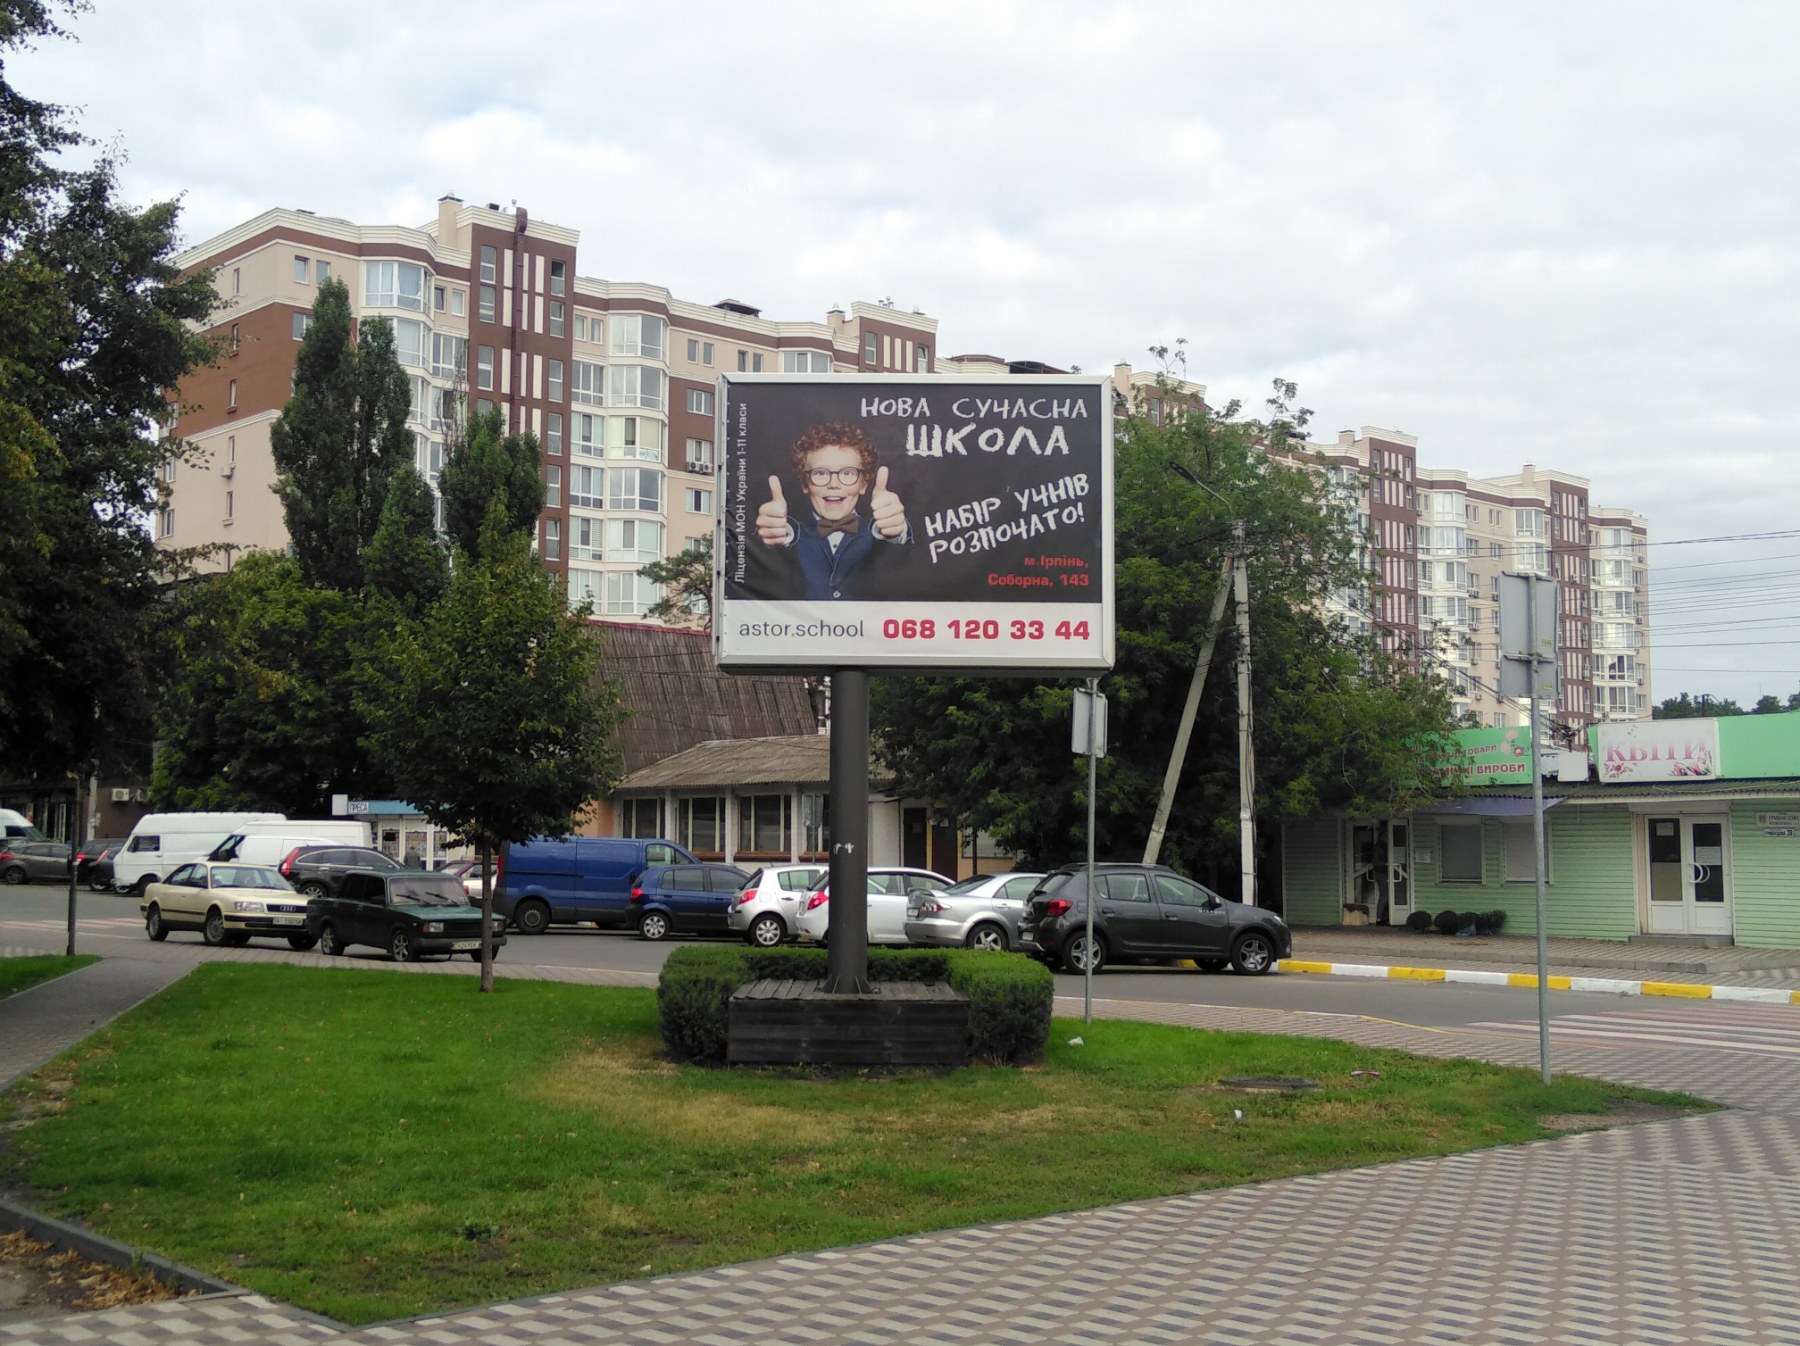 Ліцензія МОН України 1-11 класи
НОВА СУЧАСНА
ШКОЛА
НАБІР УЧНІВ
РОЗПОЧАТО!
м.Ірпінь,
Соборна, 143
astor.school
068 120 33 44
ПРЕСА
ВИРОБИ
КВІТИ